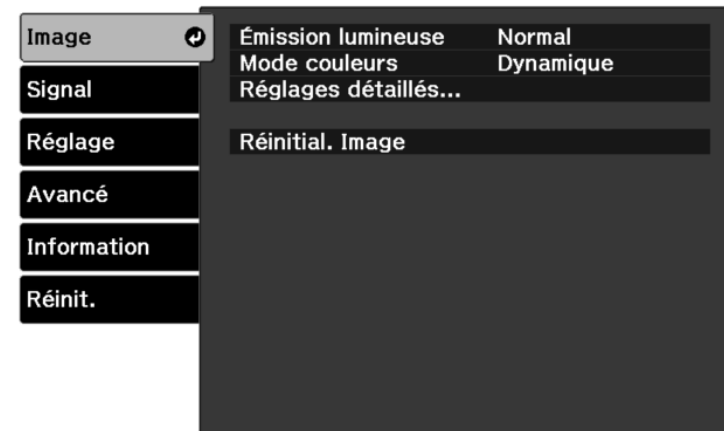 Image
Signal
Réglage
Avancé
Information
Réinit.
Émission lumineuse Normal
Mode couleurs Dynamique
Réglages détaillés...
Réinitial. Image